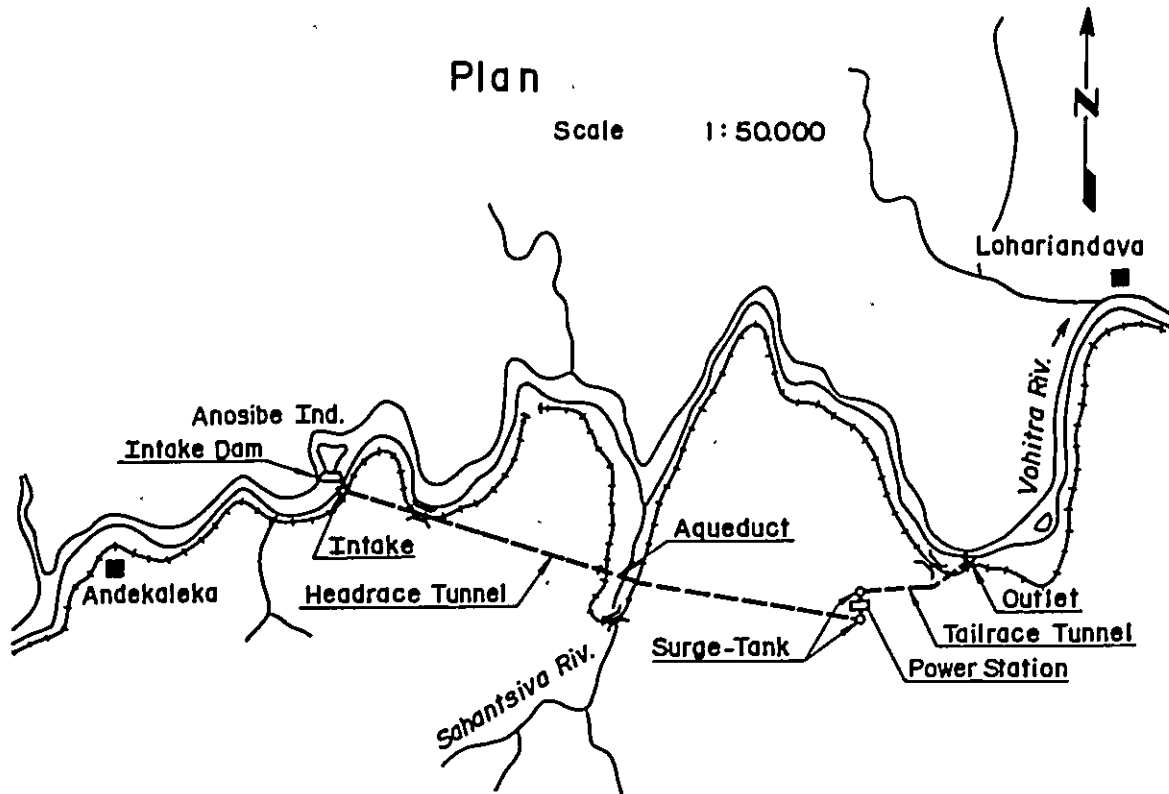 Plan
Scale 1:50.000
N
Lohariandava
Vohitra Riv.
Anosibe Ind.
Intake Dam
Intake
Andekaleka
Headrace Tunnel
Aqueduct
Sahantsiva Riv.
Surge-Tank
Outlet
Tailrace Tunnel
Power Station